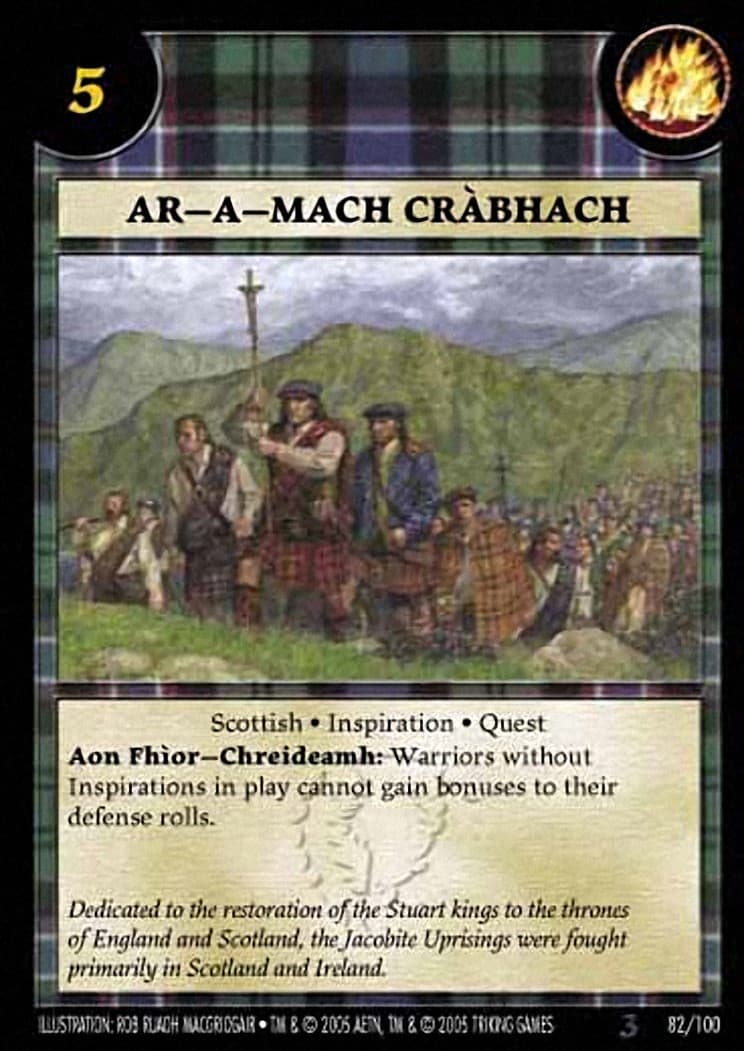 5
AR–A–MACH CRÀBHACH
Scottish • Inspiration • Quest
Aon Fhìor–Chreideamh: Warriors without
Inspirations in play cannot gain bonuses to their
defense rolls.
Dedicated to the restoration of the Stuart kings to the thrones
of England and Scotland, the Jacobite Uprisings were fought
primarily in Scotland and Ireland.
ILLUSTRATION: ROB RUADH MACGRIOGAIR • TM & © 2005 AETN, TM & © 2005 TRIKING GAMES 3 82/100